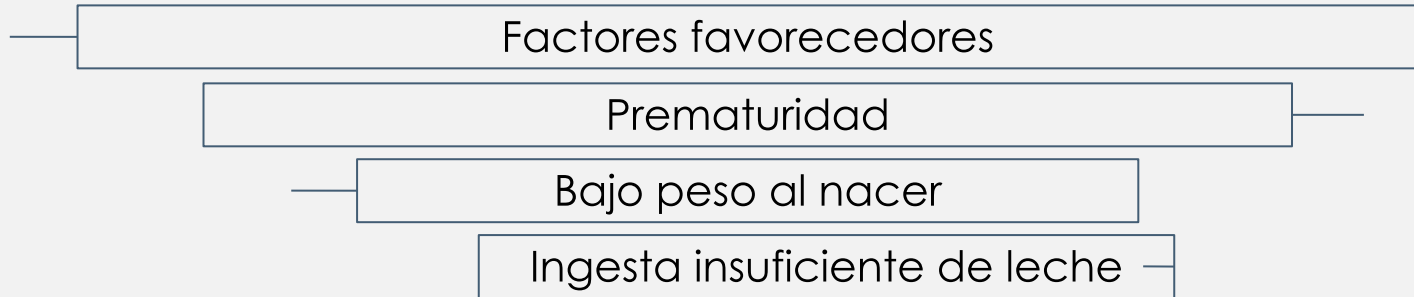 Factores favorecedores
Prematuridad
Bajo peso al nacer
Ingesta insuficiente de leche